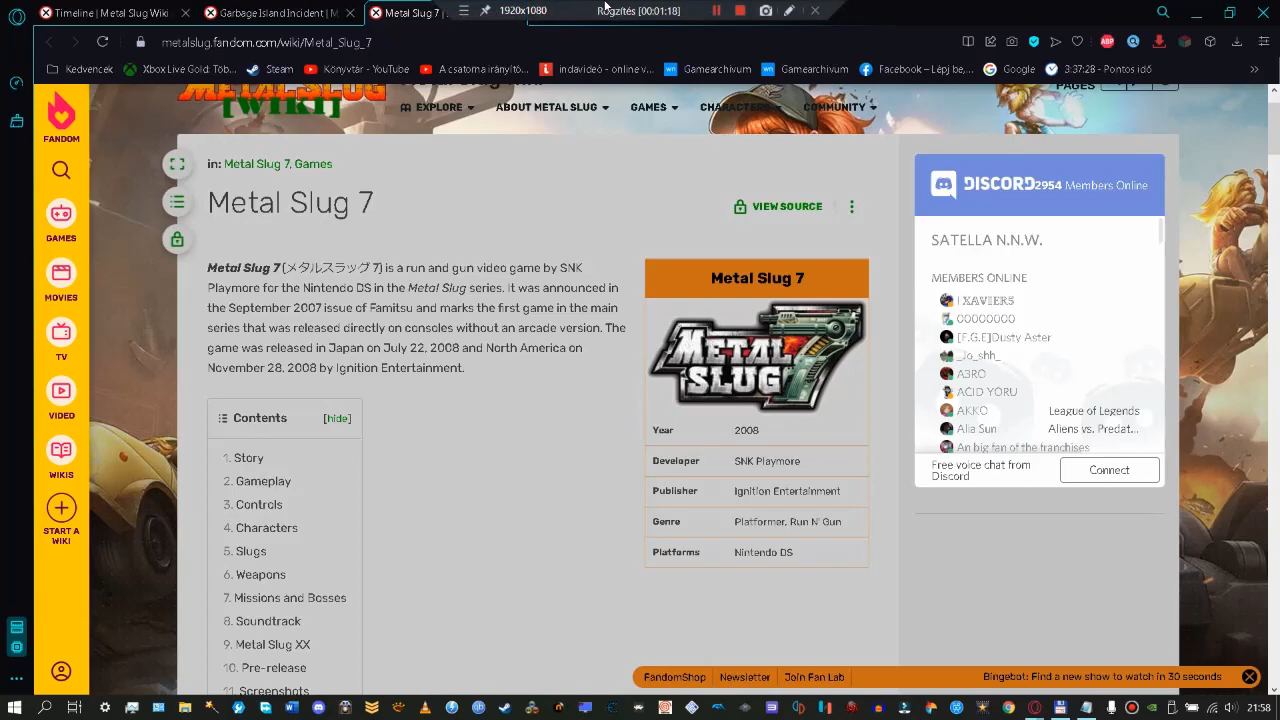 Metal Slug 7 | Metal Slug Wiki
1920x1080
Rögzítés [00:01:18]
metalslug.fandom.com/wiki/Metal_Slug_7
Kedvencek
Xbox Live Gold: Töb...
Steam
Könyvtár - YouTube
A csatorna irányító...
indavideó - online v...
Gamearchivum
Gamearchivum
Facebook – Lépj be,...
Google
3:37:28 - Pontos idő
METAL SLUG
[WIKI]
EXPLORE
ABOUT METAL SLUG
GAMES
CHARACTERS
COMMUNITY
PAGES
FANDOM
GAMES
MOVIES
TV
VIDEO
WIKIS
START A
WIKI
in: Metal Slug 7, Games
Metal Slug 7
VIEW SOURCE
Metal Slug 7 (メタルスラッグ 7) is a run and gun video game by SNK
Playmore for the Nintendo DS in the Metal Slug series. It was announced in
the September 2007 issue of Famitsu and marks the first game in the main
series that was released directly on consoles without an arcade version. The
game was released in Japan on July 22, 2008 and North America on
November 28, 2008 by Ignition Entertainment.
Contents [hide]
1. Story
2. Gameplay
3. Controls
4. Characters
5. Slugs
6. Weapons
7. Missions and Bosses
8. Soundtrack
9. Metal Slug XX
10. Pre-release
11. Screenshots
Metal Slug 7
METAL SLUG 7
Year 2008
Developer SNK Playmore
Publisher Ignition Entertainment
Genre Platformer, Run N' Gun
Platforms Nintendo DS
DISCORD 2954 Members Online
SATELLA N.N.W.
MEMBERS ONLINE
! XAVIERS
00000000
[F.G.E]Dusty Aster
_Jo_shh_
A3RO
ACID YORU
AKKO League of Legends
Alia Sun Aliens vs. Predat...
An big fan of the franchises
Free voice chat from
Discord
Connect
FandomShop
Newsletter
Join Fan Lab
Bingebot: Find a new show to watch in 30 seconds
21:58